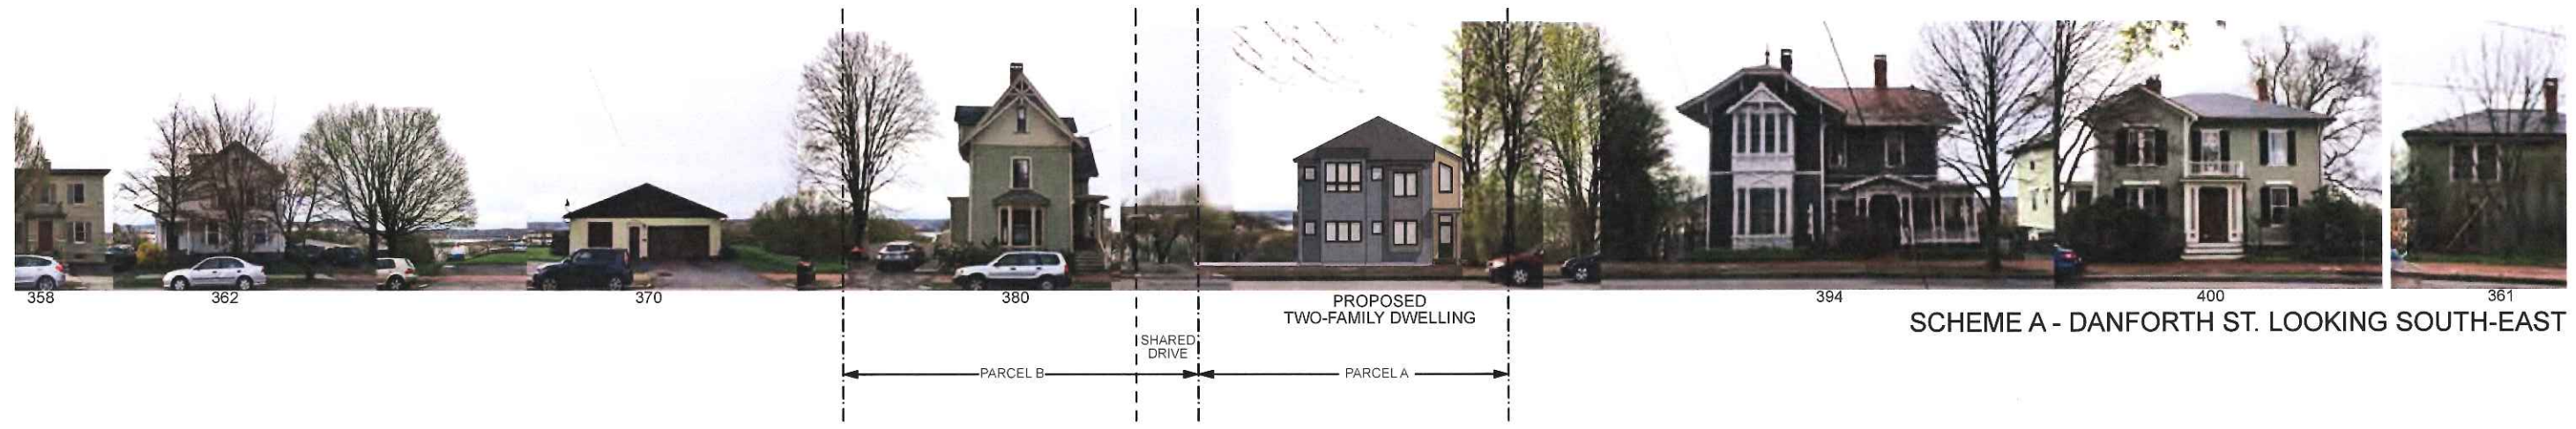 358
362
370
380
PROPOSED
TWO-FAMILY DWELLING
394
400
361
SCHEME A - DANFORTH ST. LOOKING SOUTH-EAST
SHARED
DRIVE
PARCEL B
PARCEL A